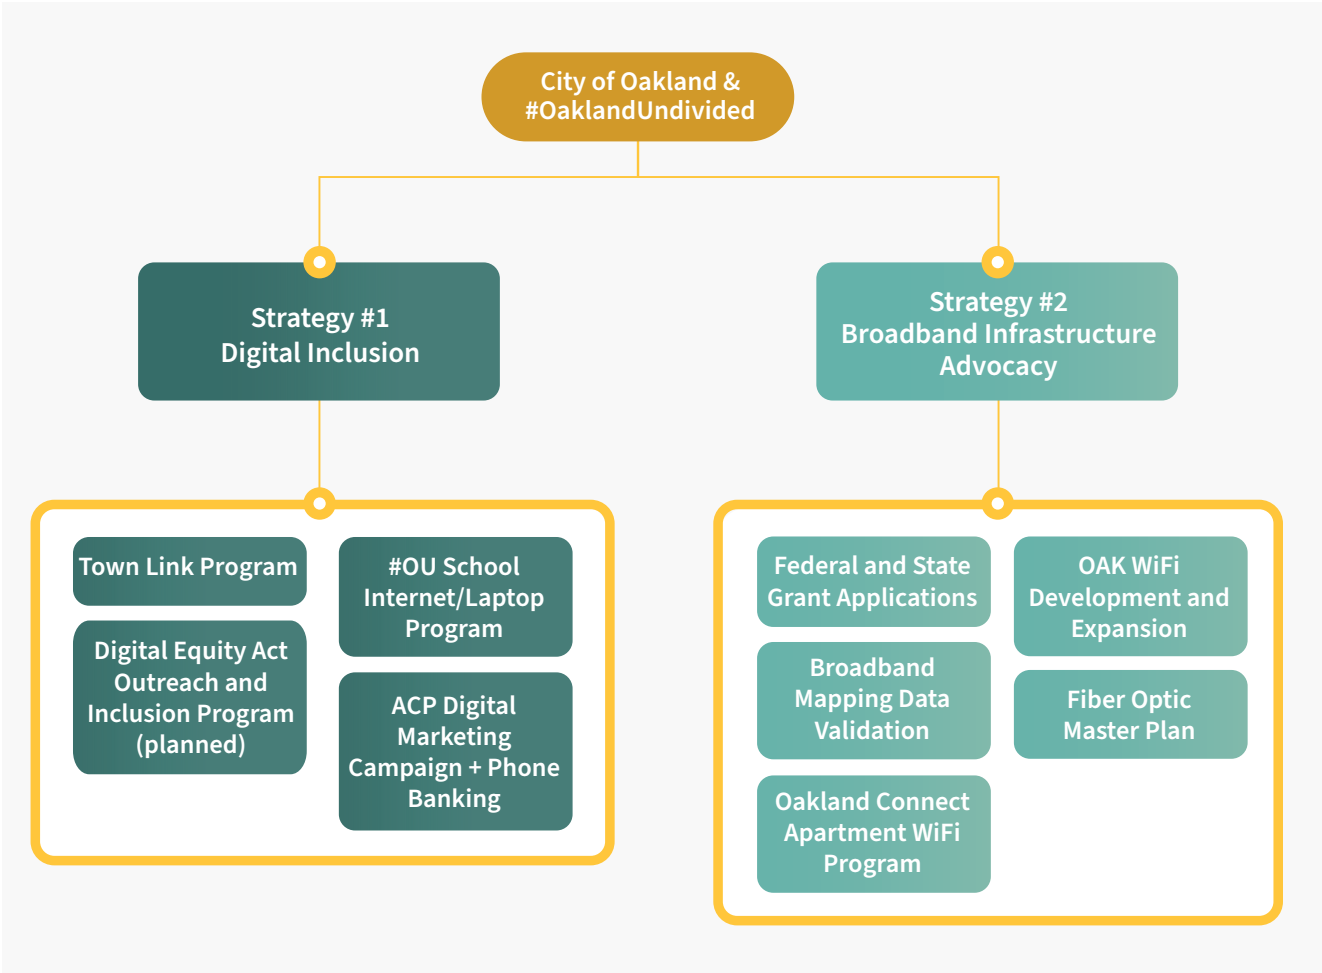 City of Oakland &
#OaklandUndivided
Strategy #1
Digital Inclusion
Strategy #2
Broadband Infrastructure
Advocacy
Town Link Program
Digital Equity Act
Outreach and
Inclusion Program
(planned)
#OU School
Internet/Laptop
Program
ACP Digital
Marketing
Campaign + Phone
Banking
Federal and State
Grant Applications
Broadband
Mapping Data
Validation
Oakland Connect
Apartment WiFi
Program
OAK WiFi
Development and
Expansion
Fiber Optic
Master Plan